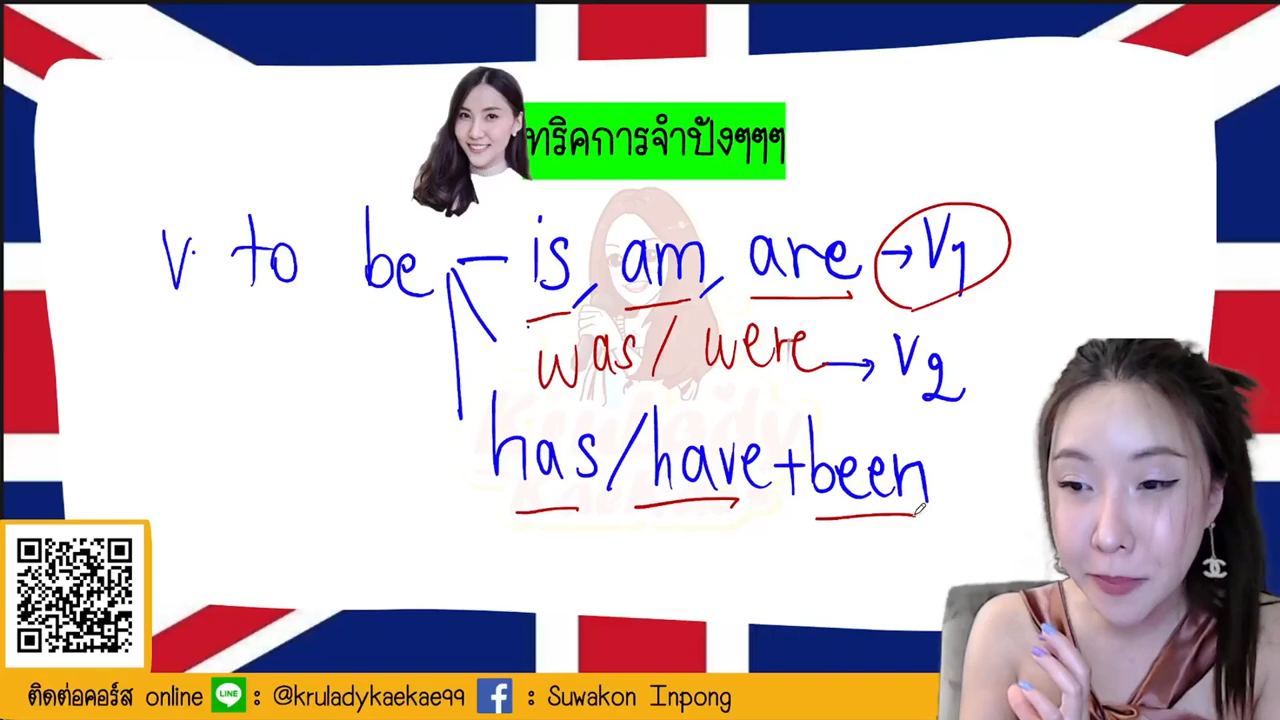 ทริคการจำปังๆๆๆ
v. to be – is, am, are → V1
was/were → V2
has/have+been
ติดต่อคอร์ส online LINE : @kruladykaekae99 f : Suwakon Inpong